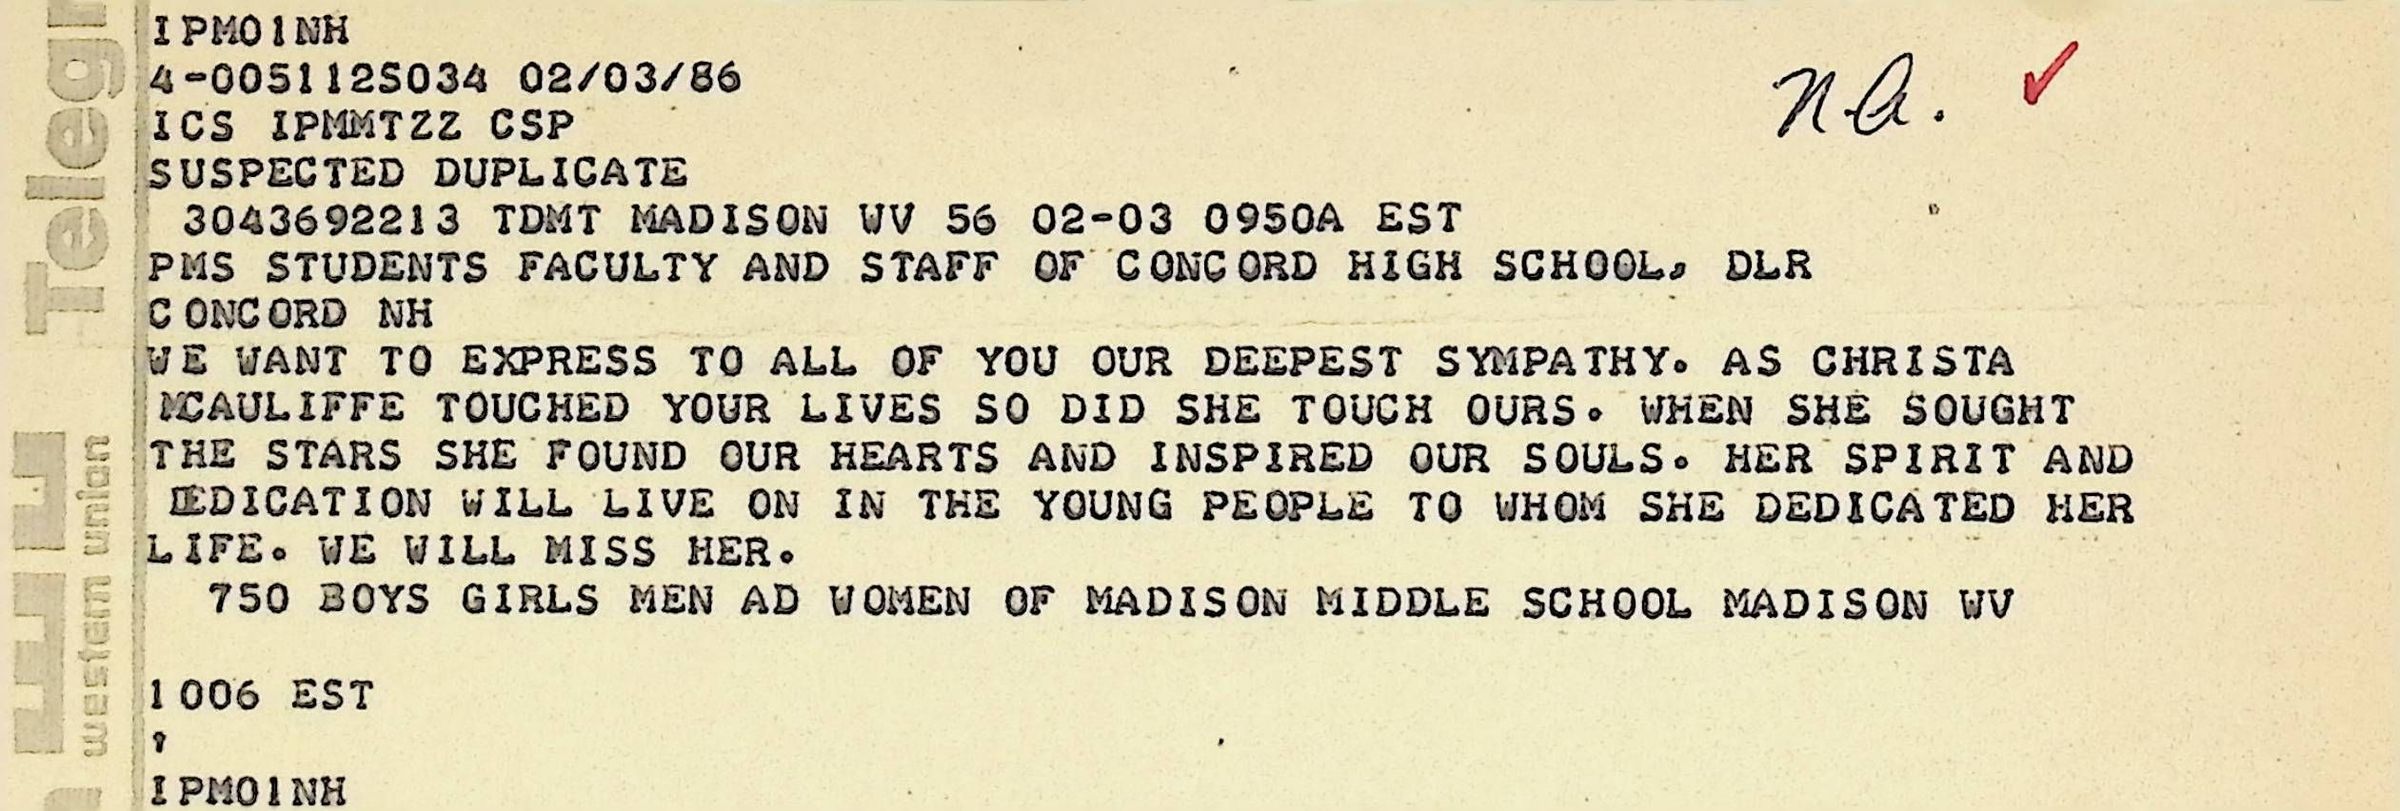 IPMO1NH
4-005112S034 02/03/86
ICS IPMMTZZ CSP
SUSPECTED DUPLICATE
3043692213 TDMT MADISON WV 56 02-03 0950A EST
PMS STUDENTS FACULTY AND STAFF OF CONCORD HIGH SCHOOL, DLR
CONCORD NH
WE WANT TO EXPRESS TO ALL OF YOU OUR DEEPEST SYMPATHY. AS CHRISTA
MCAULIFFE TOUCHED YOUR LIVES SO DID SHE TOUCH OURS. WHEN SHE SOUGHT
THE STARS SHE FOUND OUR HEARTS AND INSPIRED OUR SOULS. HER SPIRIT AND
DEDICATION WILL LIVE ON IN THE YOUNG PEOPLE TO WHOM SHE DEDICATED HER
LIFE. WE WILL MISS HER.
750 BOYS GIRLS MEN AD WOMEN OF MADISON MIDDLE SCHOOL MADISON WV
1006 EST
IPMO1NH
n.a.
western union